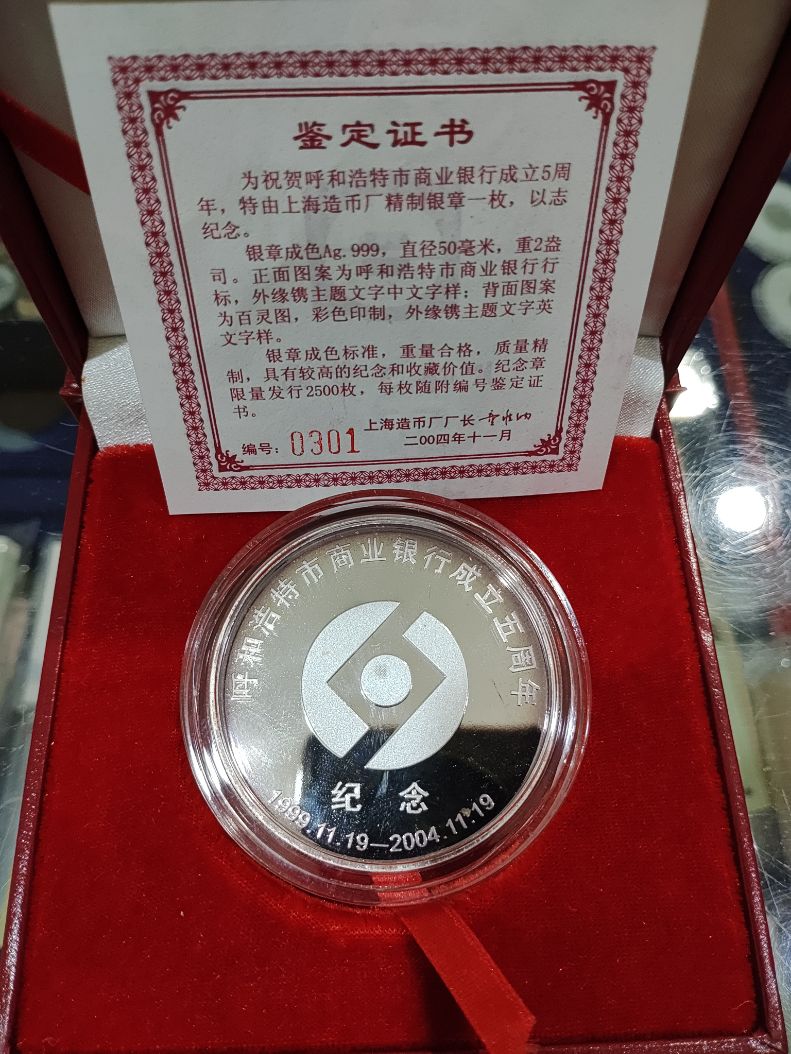 鉴定证书
为祝贺呼和浩特市商业银行成立5周
年，特由上海造币厂精制银章一枚，以志
纪念。
银章成色Ag.999，直径50毫米，重2盎
司。正面图案为呼和浩特市商业银行行
标，外缘镌主题文字中文字样；背面图案
为百灵图，彩色印制，外缘镌主题文字英
文字样。
银章成色标准，重量合格，质量精
制，具有较高的纪念和收藏价值。纪念章
限量发行2500枚，每枚随附编号鉴定证
书。
上海造币厂厂长
编号：0301
二00四年十一月
呼和浩特市商业银行成立五周年
纪念
1999.11.19—2004.11.19